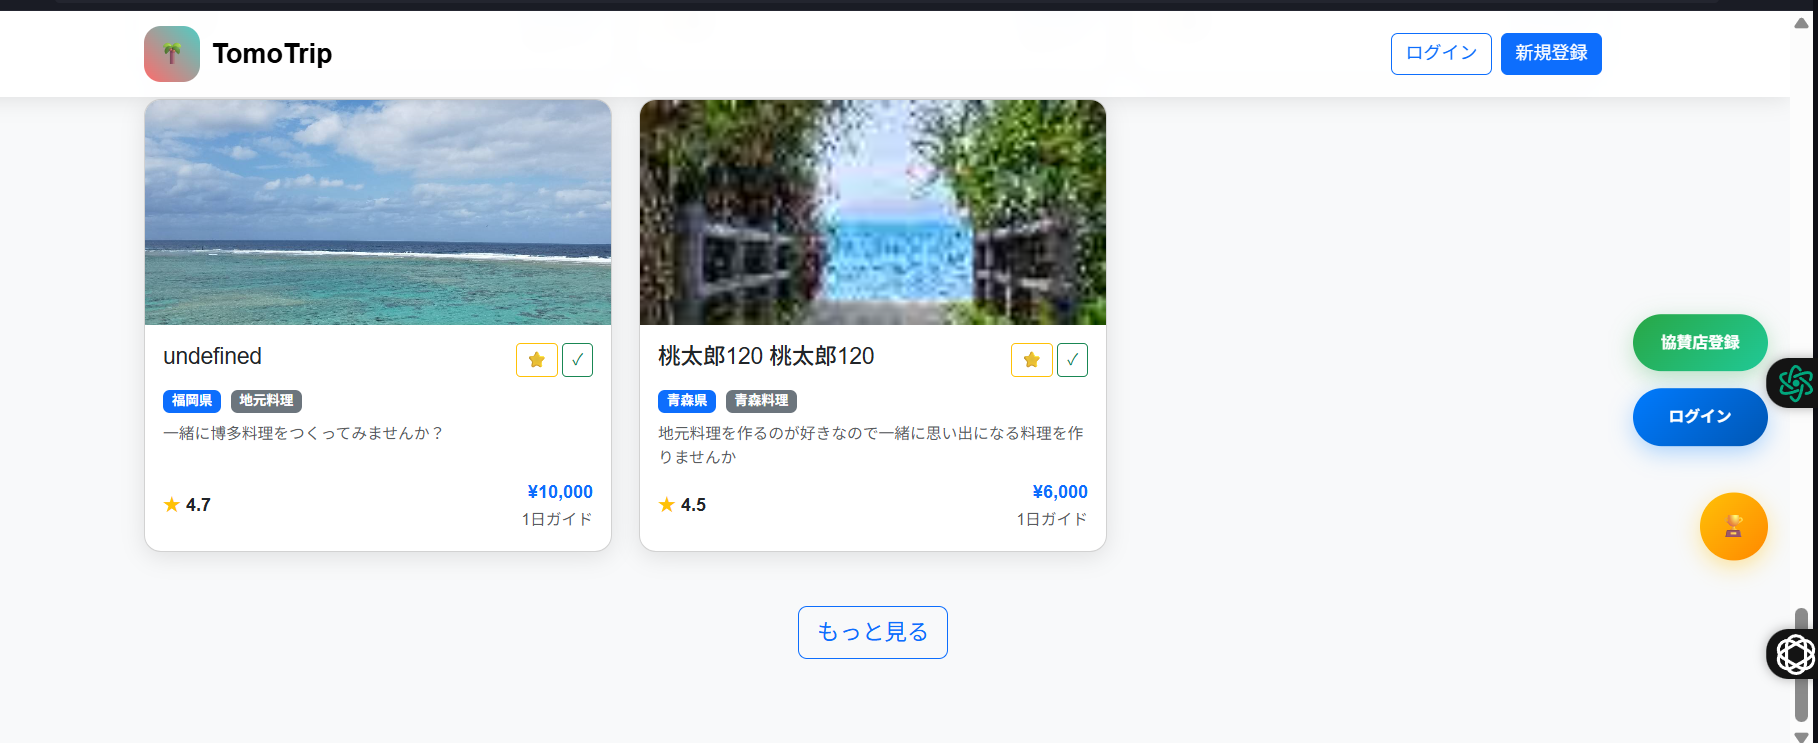 TomoTrip
ログイン
新規登録
undefined
福岡県 地元料理
一緒に博多料理をつくってみませんか？
4.7
¥10,000
1日ガイド
桃太郎120 桃太郎120
青森県 青森料理
地元料理を作るのが好きなので一緒に思い出になる料理を作
りませんか
4.5
¥6,000
1日ガイド
もっと見る
協賛店登録
ログイン